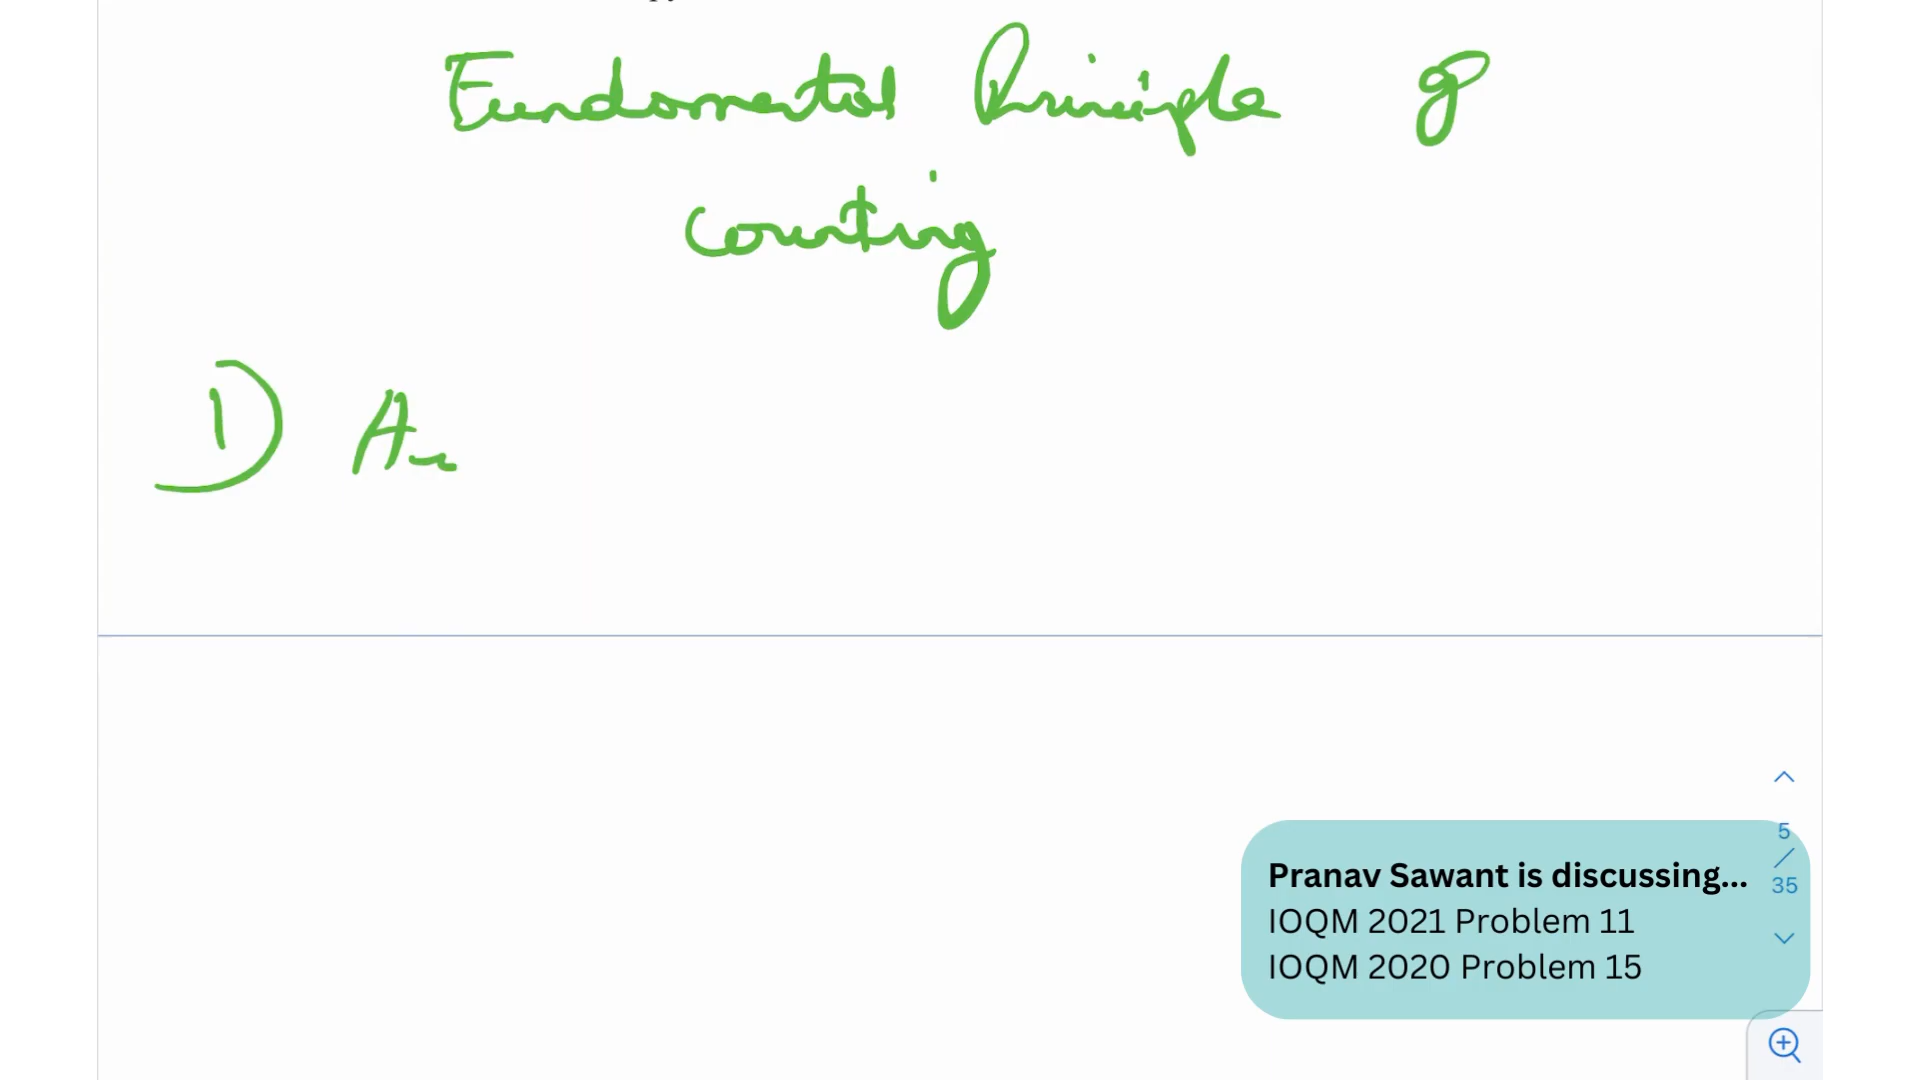 Fundamental Principle of
counting
1)
5
/
35
Pranav Sawant is discussing...
IOQM 2021 Problem 11
IOQM 2020 Problem 15